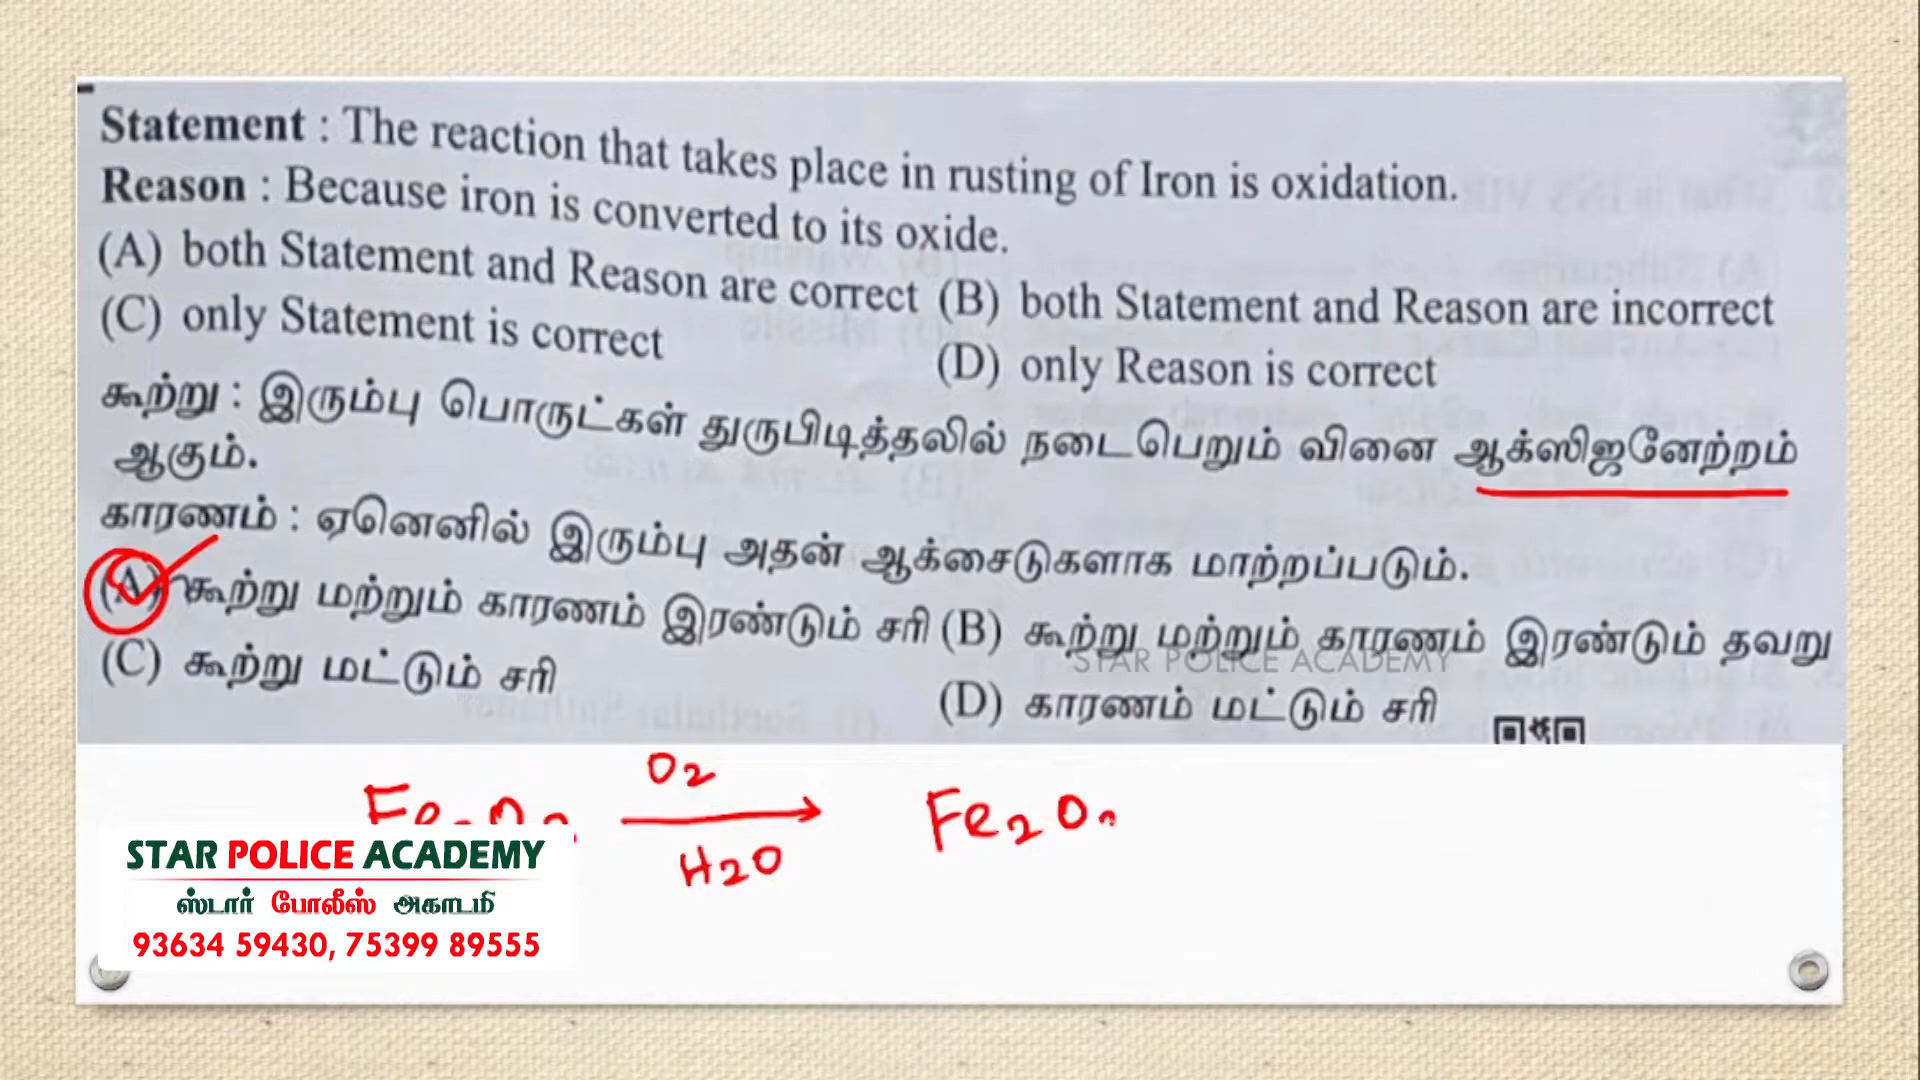 Statement : The reaction that takes place in rusting of Iron is oxidation.
Reason : Because iron is converted to its oxide.
(A) both Statement and Reason are correct (B) both Statement and Reason are incorrect
(C) only Statement is correct (D) only Reason is correct
கூற்று : இரும்பு பொருட்கள் துருபிடித்தலில் நடைபெறும் வினை ஆக்ஸிஜனேற்றம்
ஆகும்.
காரணம் : ஏனெனில் இரும்பு அதன் ஆக்சைடுகளாக மாற்றப்படும்.
(A) கூற்று மற்றும் காரணம் இரண்டும் சரி (B) கூற்று மற்றும் காரணம் இரண்டும் தவறு
STAR POLICE ACADEMY
(C) கூற்று மட்டும் சரி (D) காரணம் மட்டும் சரி
O2
H2O
STAR POLICE ACADEMY
ஸ்டார் போலீஸ் அகாடமி
93634 59430, 75399 89555